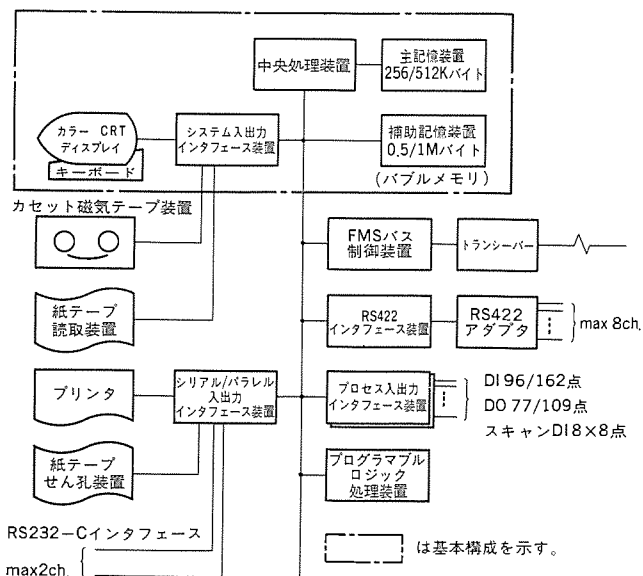 中央処理装置
主記憶装置
256/512Kバイト
カラー CRT
ディスプレイ
キーボード
システム入出力
インタフェース装置
補助記憶装置
0.5/1Mバイト
(バブルメモリ)
カセット磁気テープ装置
FMSバス
制御装置
トランシーバー
紙テープ
読取装置
RS422
インタフェース装置
RS422
アダプタ
max 8ch.
プリンタ
シリアル/パラレル
入出力
インタフェース装置
プロセス入出力
インタフェース装置
DI 96/162点
DO 77/109点
スキャンDI 8×8点
紙テープ
せん孔装置
プログラマブル
ロジック
処理装置
RS232-Cインタフェース
max2ch.
は基本構成を示す。